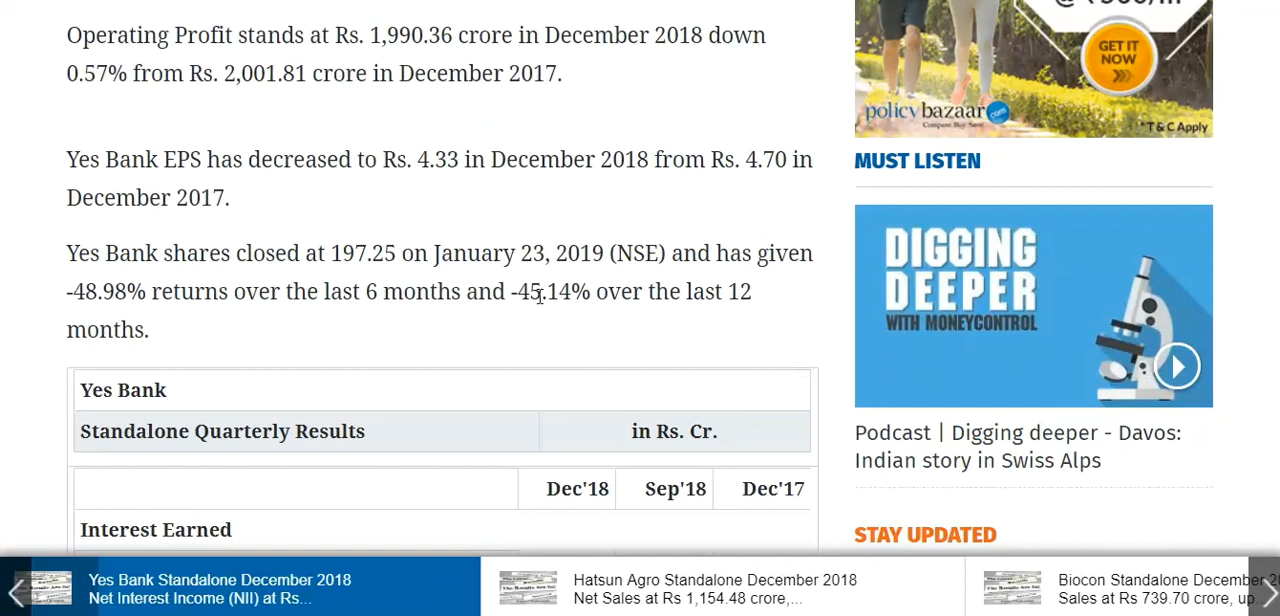 Operating Profit stands at Rs. 1,990.36 crore in December 2018 down
0.57% from Rs. 2,001.81 crore in December 2017.
Yes Bank EPS has decreased to Rs. 4.33 in December 2018 from Rs. 4.70 in
December 2017.
Yes Bank shares closed at 197.25 on January 23, 2019 (NSE) and has given
-48.98% returns over the last 6 months and -45.14% over the last 12
months.
Yes Bank
Standalone Quarterly Results in Rs. Cr.
Dec'18 Sep'18 Dec'17
Interest Earned
GET IT
NOW
policybazaar.com
Compare. Buy. Save.
*T & C Apply
MUST LISTEN
DIGGING
DEEPER
WITH MONEYCONTROL
Podcast | Digging deeper - Davos:
Indian story in Swiss Alps
STAY UPDATED
Yes Bank Standalone December 2018
Net Interest Income (NII) at Rs...
Hatsun Agro Standalone December 2018
Net Sales at Rs 1,154.48 crore,...
Biocon Standalone December
Sales at Rs 739.70 crore,